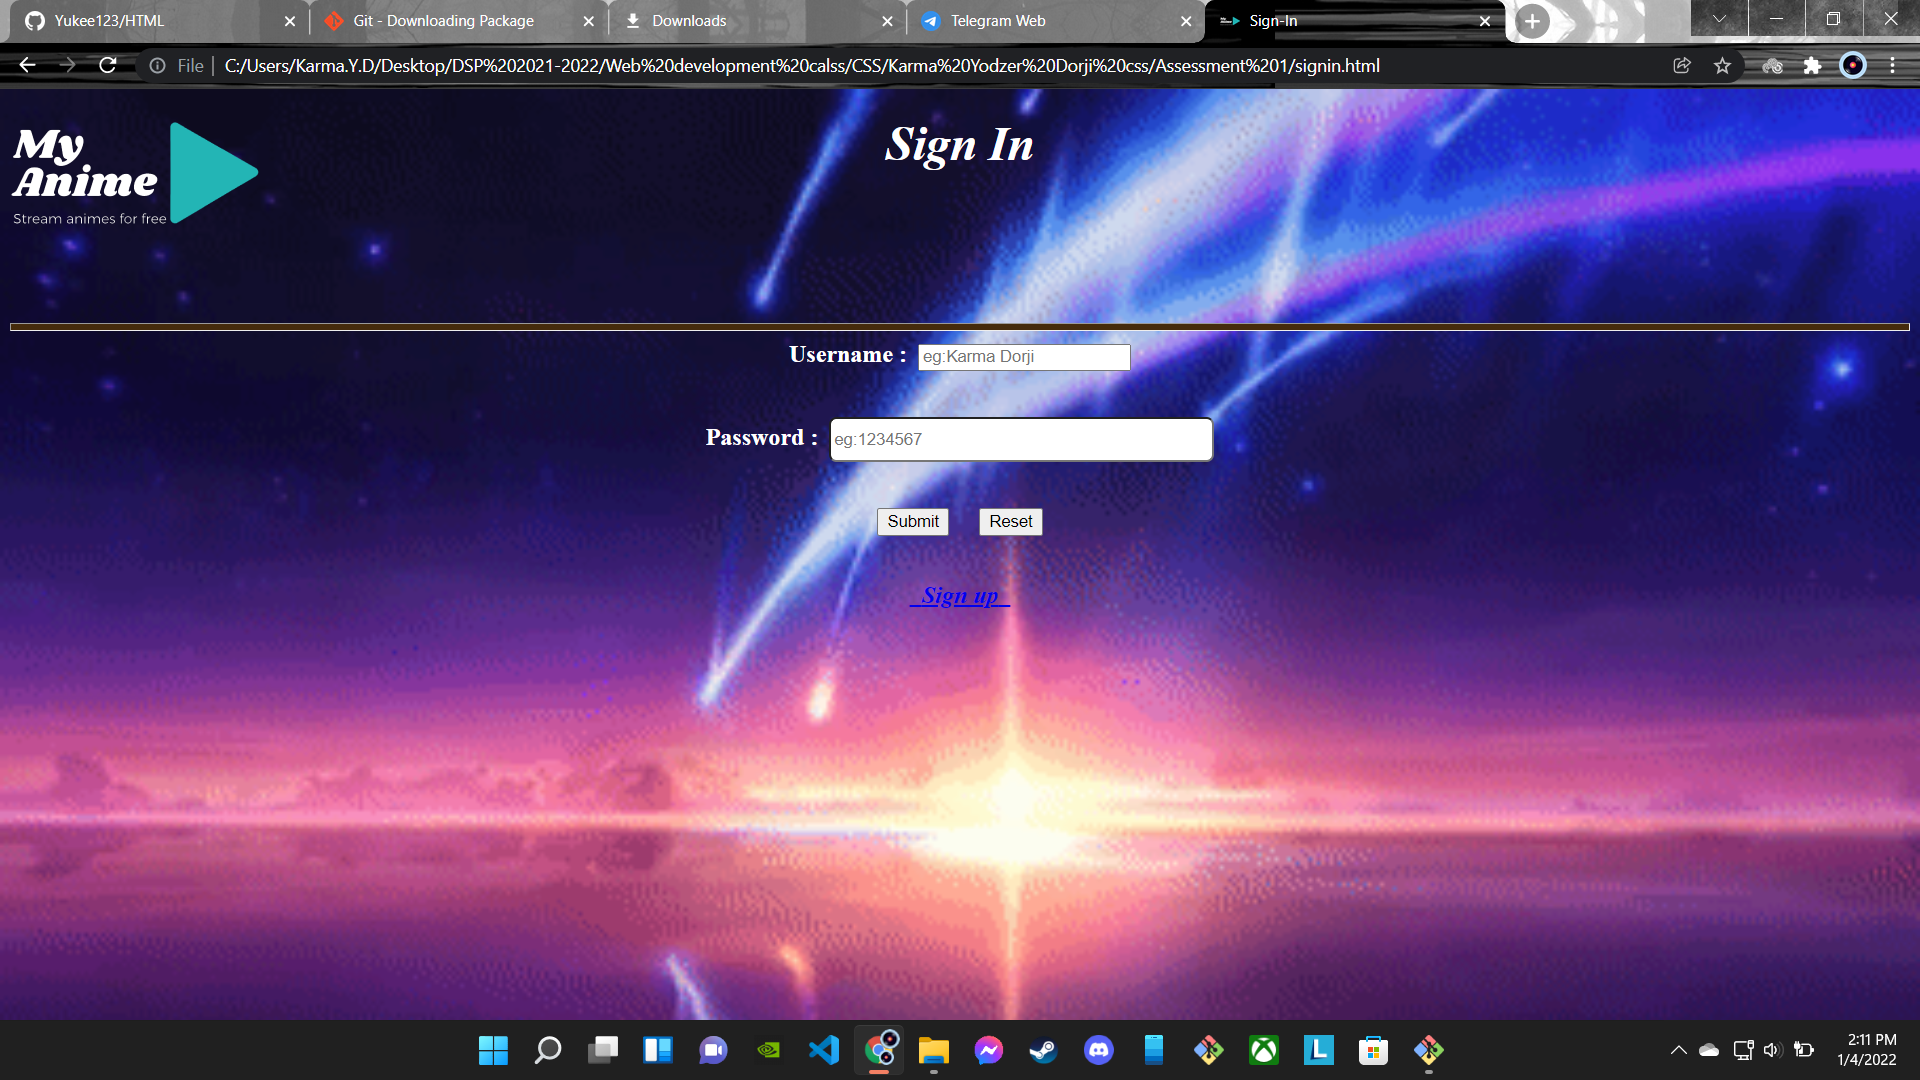 Yukee123/HTML
Git - Downloading Package
Downloads
Telegram Web
Sign-In
File
C:/Users/Karma.Y.D/Desktop/DSP%202021-2022/Web%20development%20calss/CSS/Karma%20Yodzer%20Dorji%20css/Assessment%201/signin.html
My
Anime
Stream animes for free
Sign In
Username :
eg:Karma Dorji
Password :
eg:1234567
Submit
Reset
Sign up
L
2:11 PM
1/4/2022